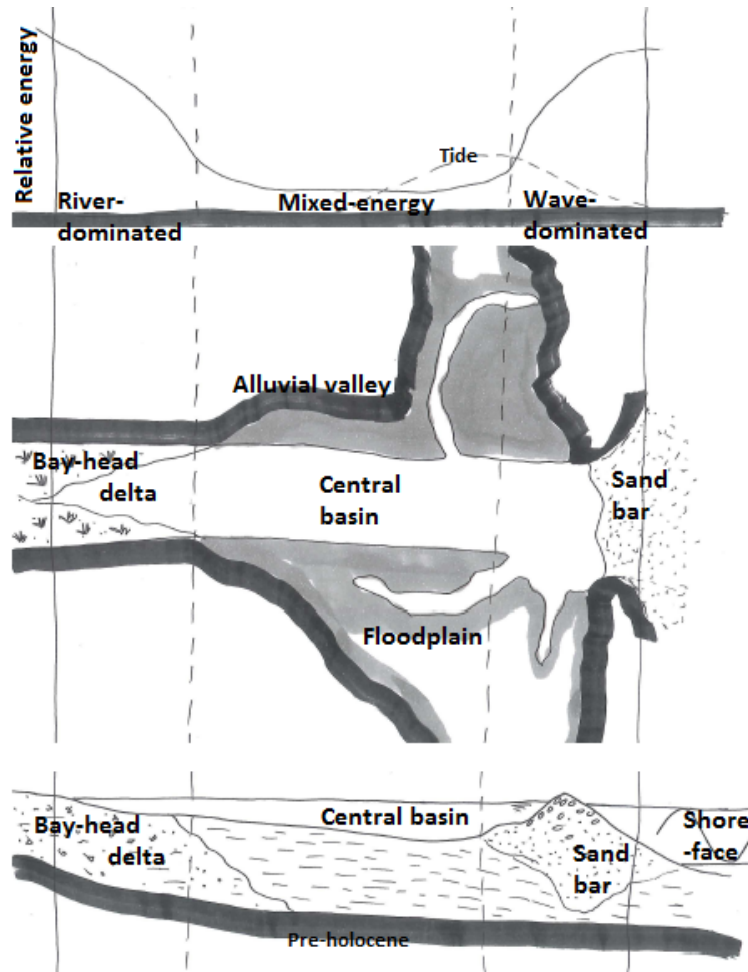 Relative energy
Tide
River-
dominated
Mixed-energy
Wave-
dominated
Alluvial valley
Bay-head
delta
Central
basin
Sand
bar
Floodplain
Central basin
Bay-head
delta
Sand
bar
Shore
-face
Pre-holocene